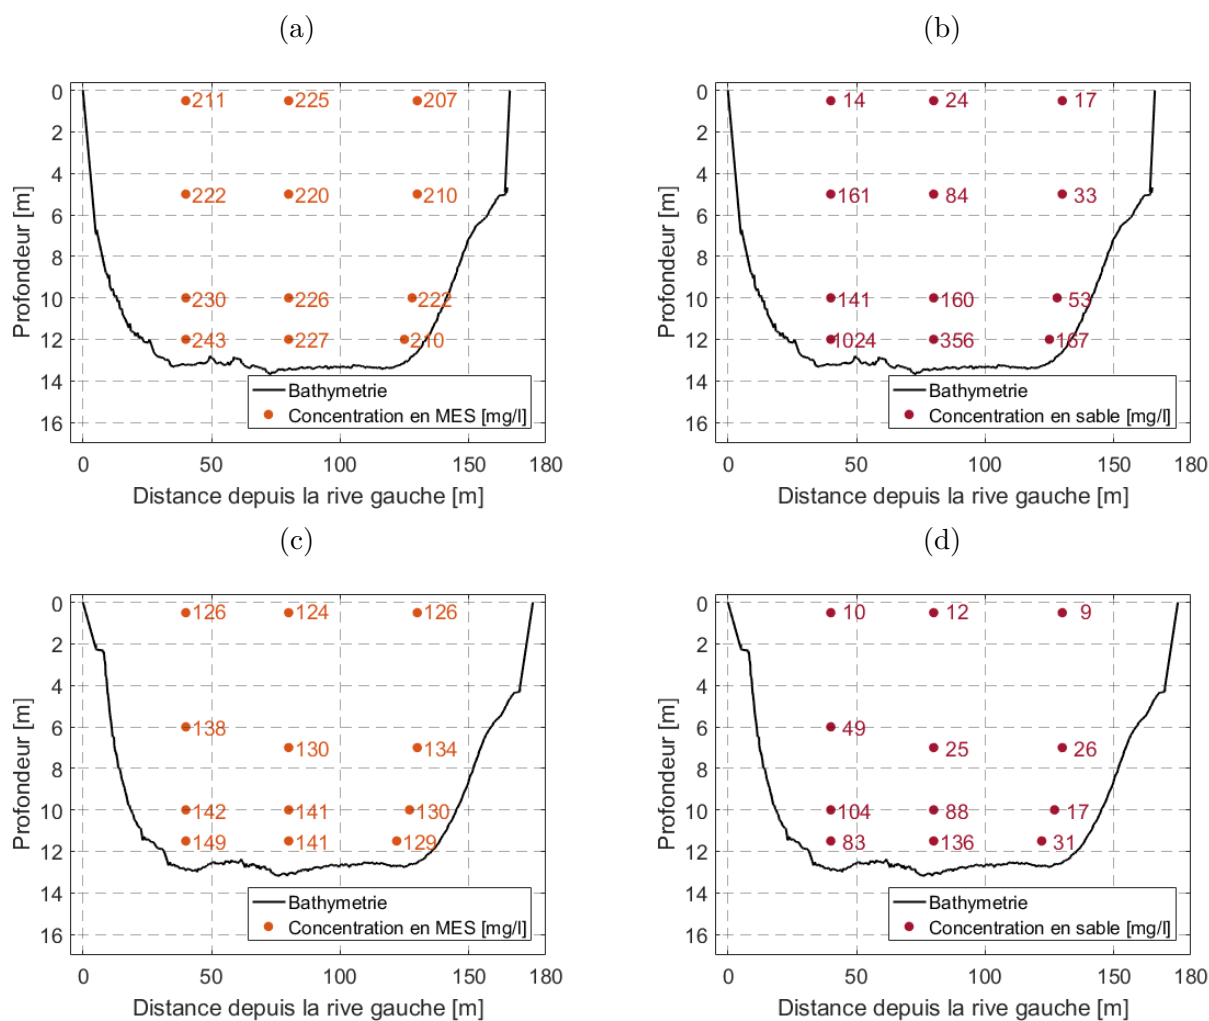 (a)
0
2
4
6
8
10
12
14
16
Profondeur [m]
211 225 207
222 220 210
230 226 222
243 227 210
Bathymetrie
Concentration en MES [mg/l]
0 50 100 150 180
Distance depuis la rive gauche [m]
(b)
0
2
4
6
8
10
12
14
16
Profondeur [m]
14 24 17
161 84 33
141 160 53
1024 356 167
Bathymetrie
Concentration en sable [mg/l]
0 50 100 150 180
Distance depuis la rive gauche [m]
(c)
0
2
4
6
8
10
12
14
16
Profondeur [m]
126 124 126
138
130 134
142 141 130
149 141 129
Bathymetrie
Concentration en MES [mg/l]
0 50 100 150 180
Distance depuis la rive gauche [m]
(d)
0
2
4
6
8
10
12
14
16
Profondeur [m]
10 12 9
49
25 26
104 88 17
83 136 31
Bathymetrie
Concentration en sable [mg/l]
0 50 100 150 180
Distance depuis la rive gauche [m]